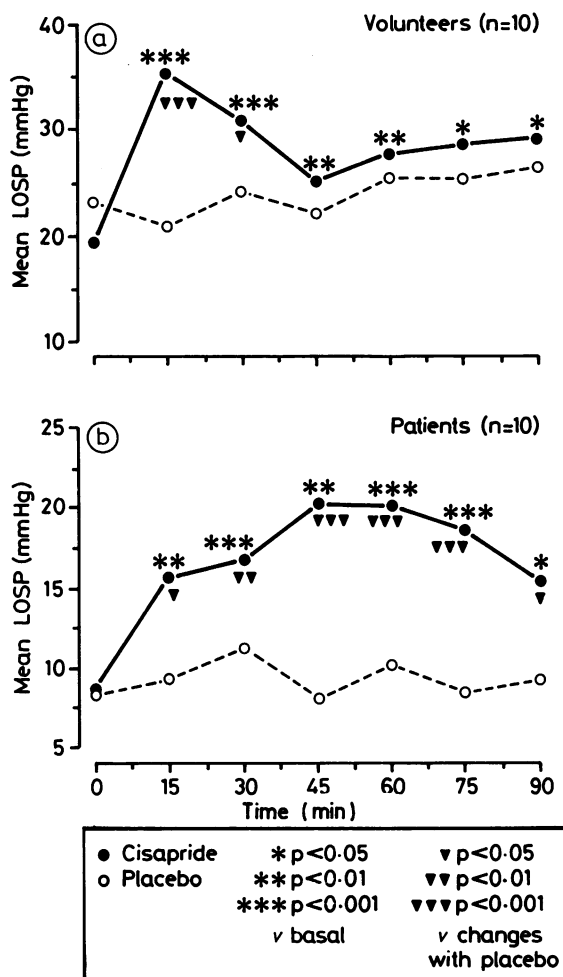 a
Volunteers (n=10)
Mean LOSP (mmHg)
40
30
20
10
*** *** ** ** * *
▼▼▼ ▼
b
Patients (n=10)
Mean LOSP (mmHg)
25
20
15
10
5
** *** ** *** *** *
▼ ▼▼ ▼▼▼ ▼▼▼ ▼▼▼ ▼
0 15 30 45 60 75 90
Time (min)
● Cisapride * p<0·05 ▼ p<0·05
○ Placebo ** p<0·01 ▼▼ p<0·01
*** p<0·001 ▼▼▼ p<0·001
v basal v changes
with placebo